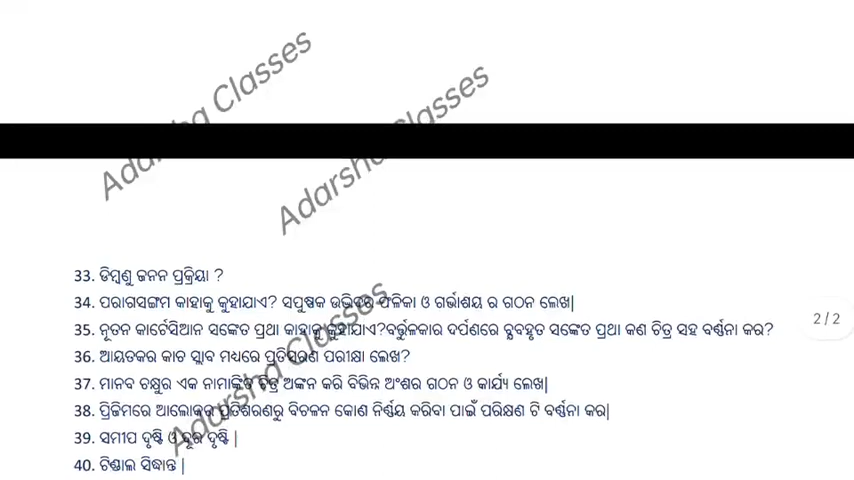 Adarsha Classes
Adarsha Classes
33. ଡିମ୍ବାଣୁ ଜନନ ପ୍ରକ୍ରିୟା ?
34. ପରାଗସଙ୍ଗମ କାହାକୁ କୁହାଯାଏ? ସପୁଷ୍ପକ ଉଦ୍ଭିଦର ଫଳିକା ଓ ଗର୍ଭାଶୟ ର ଗଠନ ଲେଖ|
35. ନୂତନ କାର୍ଟେସିଆନ ସଙ୍କେତ ପ୍ରଥା କାହାକୁ କୁହାଯାଏ?ବର୍ତ୍ତୁଳକାର ଦର୍ପଣରେ ବ୍ଯବହୃତ ସଙ୍କେତ ପ୍ରଥା କଣ ଚିତ୍ର ସହ ବର୍ଣ୍ଣନା କର?
2 / 2
36. ଆୟତକର କାଚ ସ୍ଲାବ ମଧ୍ୟରେ ପ୍ରତିସରଣ ପରୀକ୍ଷା ଲେଖ?
37. ମାନବ ଚକ୍ଷୁର ଏକ ନାମାଙ୍କିତ ଚିତ୍ର ଅଙ୍କନ କରି ବିଭିନ୍ନ ଅଂଶର ଗଠନ ଓ କାର୍ଯ୍ୟ ଲେଖ|
38. ପ୍ରିଜିମରେ ଆଲୋକର ପ୍ରତିଶରଣରୁ ବିଚଳନ କୋଣ ନିର୍ଣ୍ଣୟ କରିବା ପାଇଁ ପରିକ୍ଷଣ ଟି ବର୍ଣ୍ଣନା କର|
39. ସମୀପ ଦୃଷ୍ଟି ଓ ଦୂର ଦୃଷ୍ଟି |
40. ଟିଣ୍ଡାଲ ସିଦ୍ଧାନ୍ତ |
Adarsha Classes